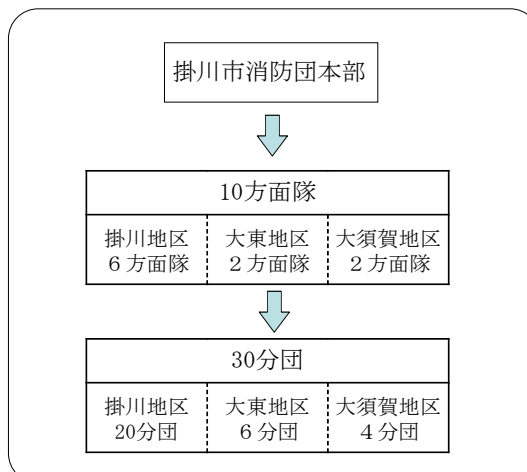 掛川市消防団本部
10方面隊
掛川地区 大東地区 大須賀地区
６方面隊 ２方面隊 ２方面隊
30分団
掛川地区 大東地区 大須賀地区
20分団 ６分団 ４分団